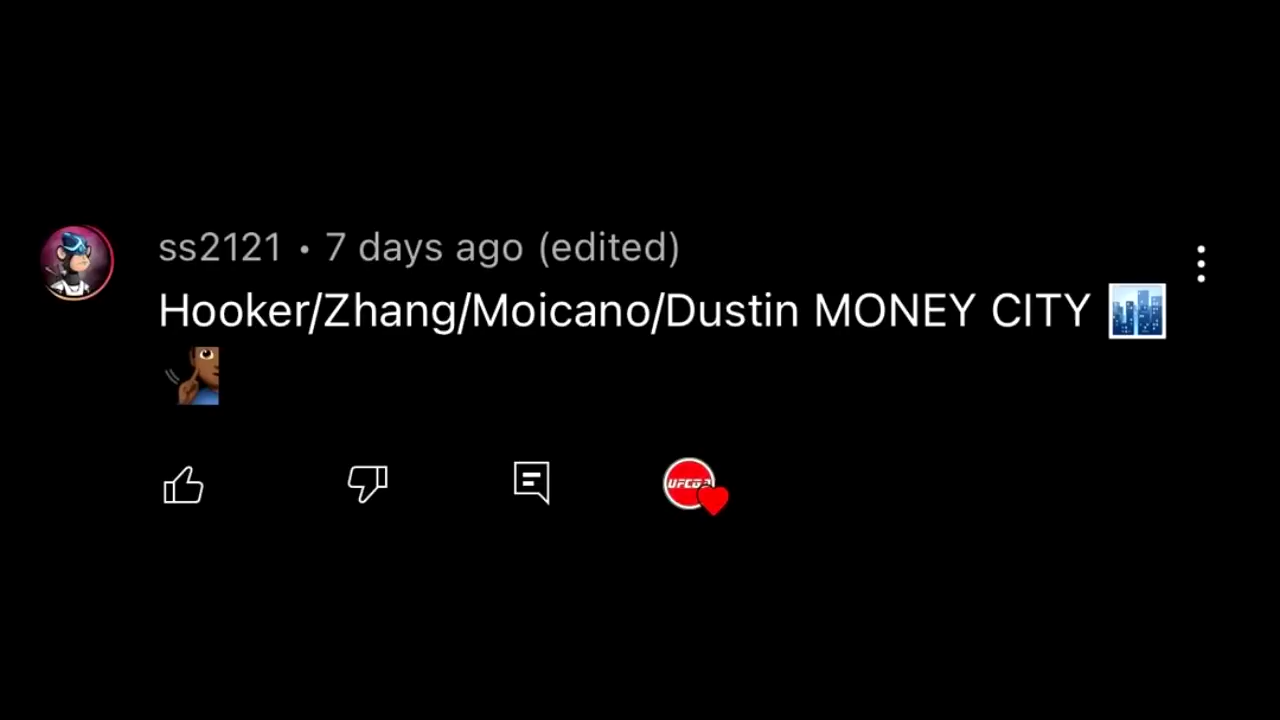 ss2121 • 7 days ago (edited)
Hooker/Zhang/Moicano/Dustin MONEY CITY 🏙️
🧏🏾‍♂️